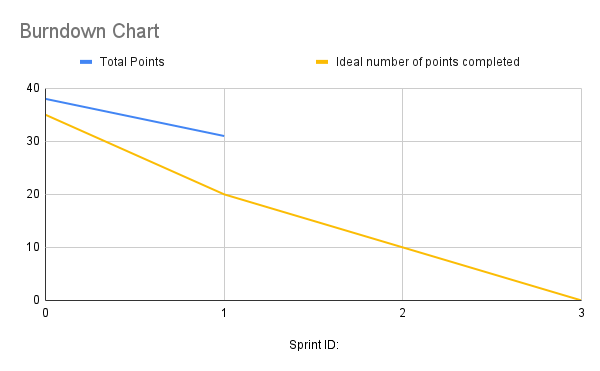 Burndown Chart
Total Points
Ideal number of points completed
40
30
20
10
0
0 1 2 3
Sprint ID: